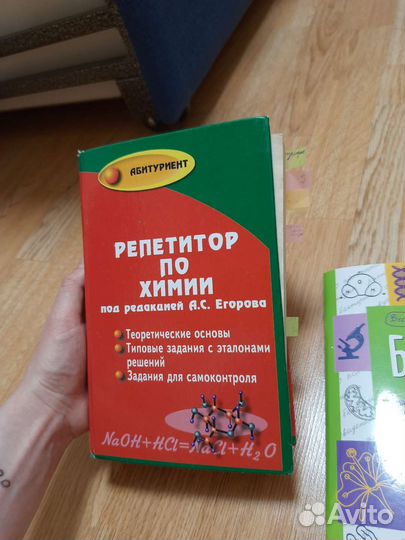 АБИТУРИЕНТ
РЕПЕТИТОР
ПО
ХИМИИ
под редакцией А.С. Егорова
Теоретические основы
Типовые задания с эталонами
решений
Задания для самоконтроля
NaOH+HCl=NaCl+H₂O
Б
Avito